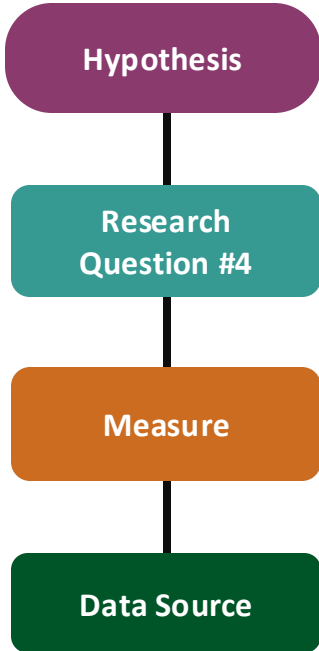 Hypothesis
Research
Question #4
Measure
Data Source